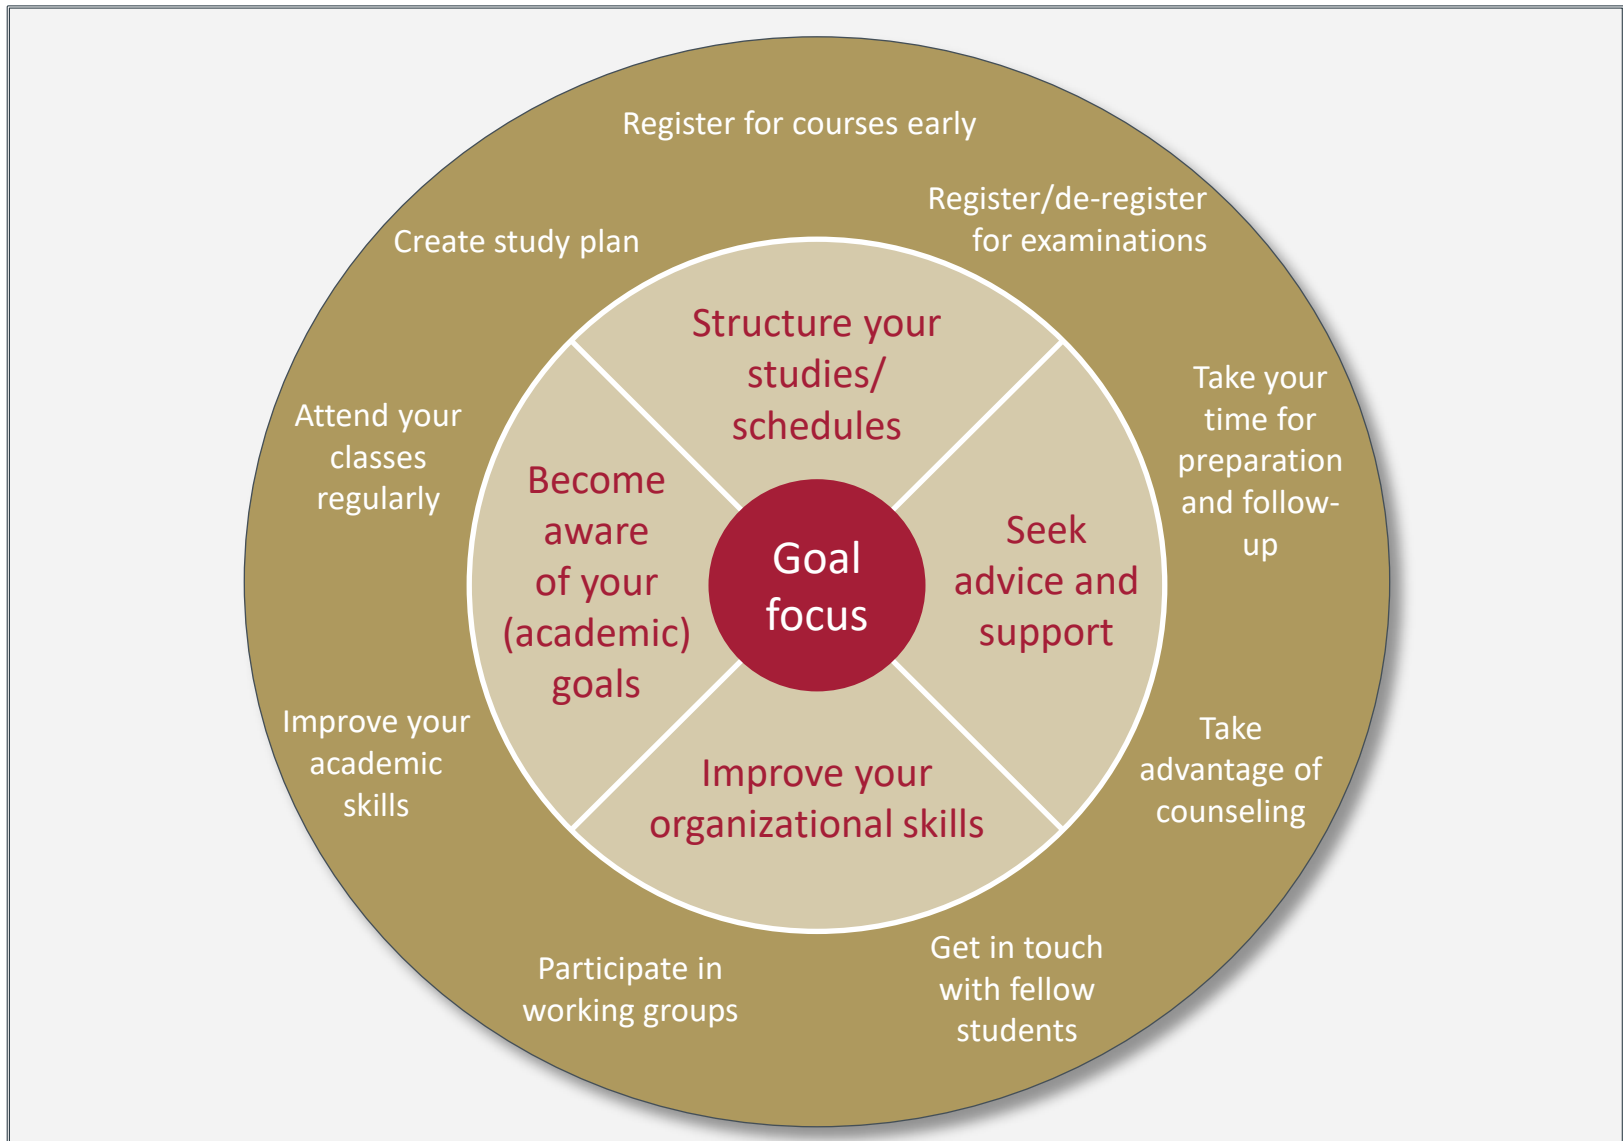 Register for courses early
Register/de-register
for examinations
Create study plan
Structure your
studies/
schedules
Take your
time for
preparation
and follow-
up
Attend your
classes
regularly
Become
aware
of your
(academic)
goals
Goal
focus
Seek
advice and
support
Improve your
academic
skills
Improve your
organizational skills
Take
advantage of
counseling
Participate in
working groups
Get in touch
with fellow
students